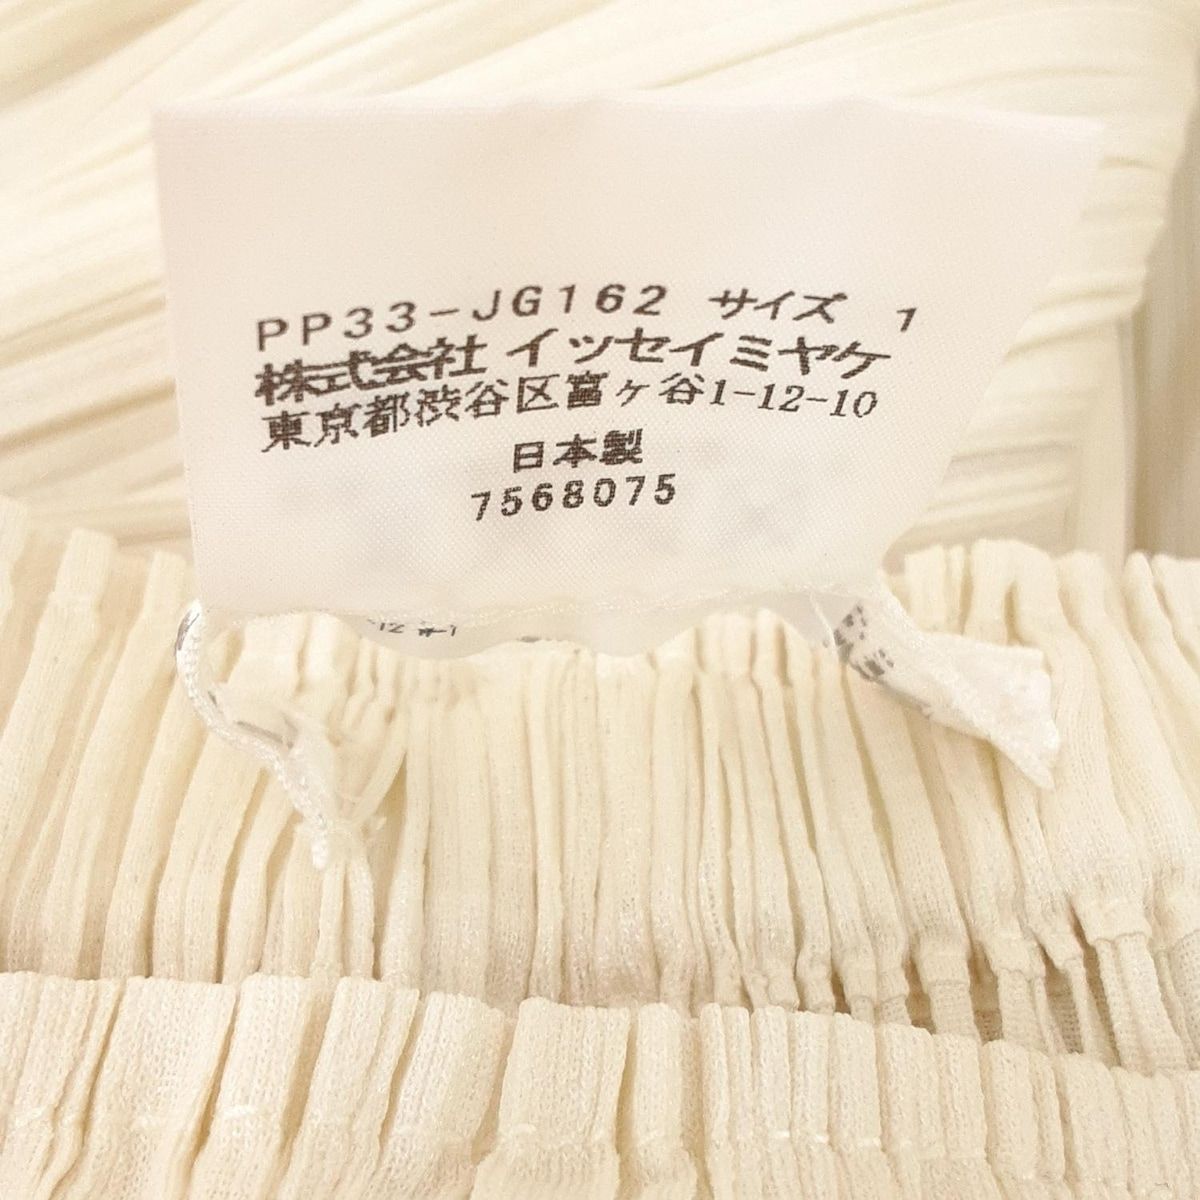 PP33-JG162 サイズ 1
株式会社 イッセイミヤケ
東京都渋谷区富ヶ谷1-12-10
日本製
7568075